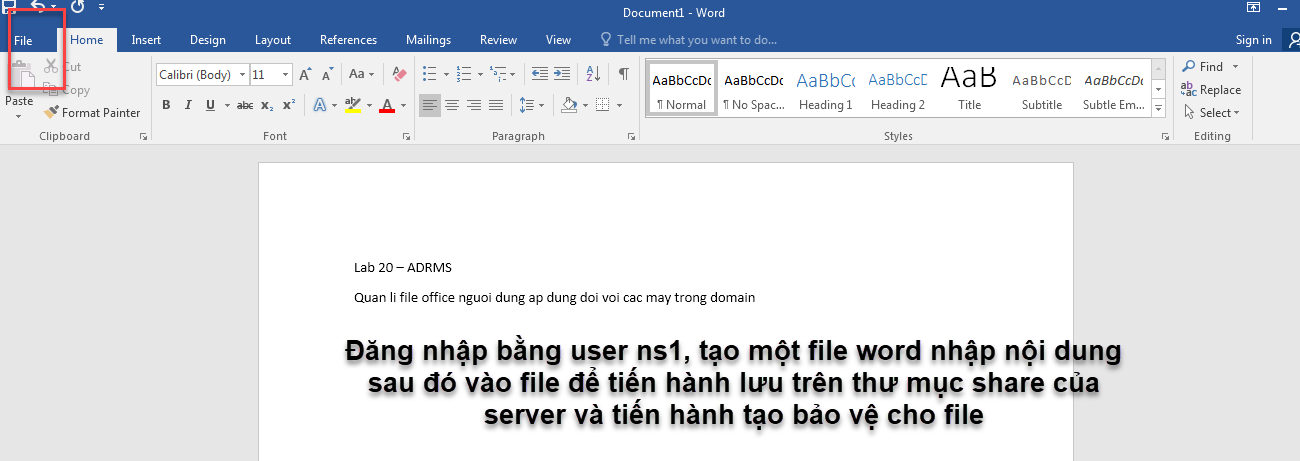 Document1 - Word
File Home Insert Design Layout References Mailings Review View Tell me what you want to do... Sign in
Cut
Copy
Paste
Format Painter
Clipboard
Calibri (Body) 11 A A Aa A
B I U abc x₂ x² A ab A
Font
Paragraph
AaBbCcDc AaBbCcDc AaBbCc AaBbCcD AaB AaBbCcD AaBbCcDc
¶ Normal ¶ No Spac... Heading 1 Heading 2 Title Subtitle Subtle Em...
Styles
Find
Replace
Select
Editing
Lab 20 – ADRMS
Quan li file office nguoi dung ap dung doi voi cac may trong domain
Đăng nhập bằng user ns1, tạo một file word nhập nội dung
sau đó vào file để tiến hành lưu trên thư mục share của
server và tiến hành tạo bảo vệ cho file